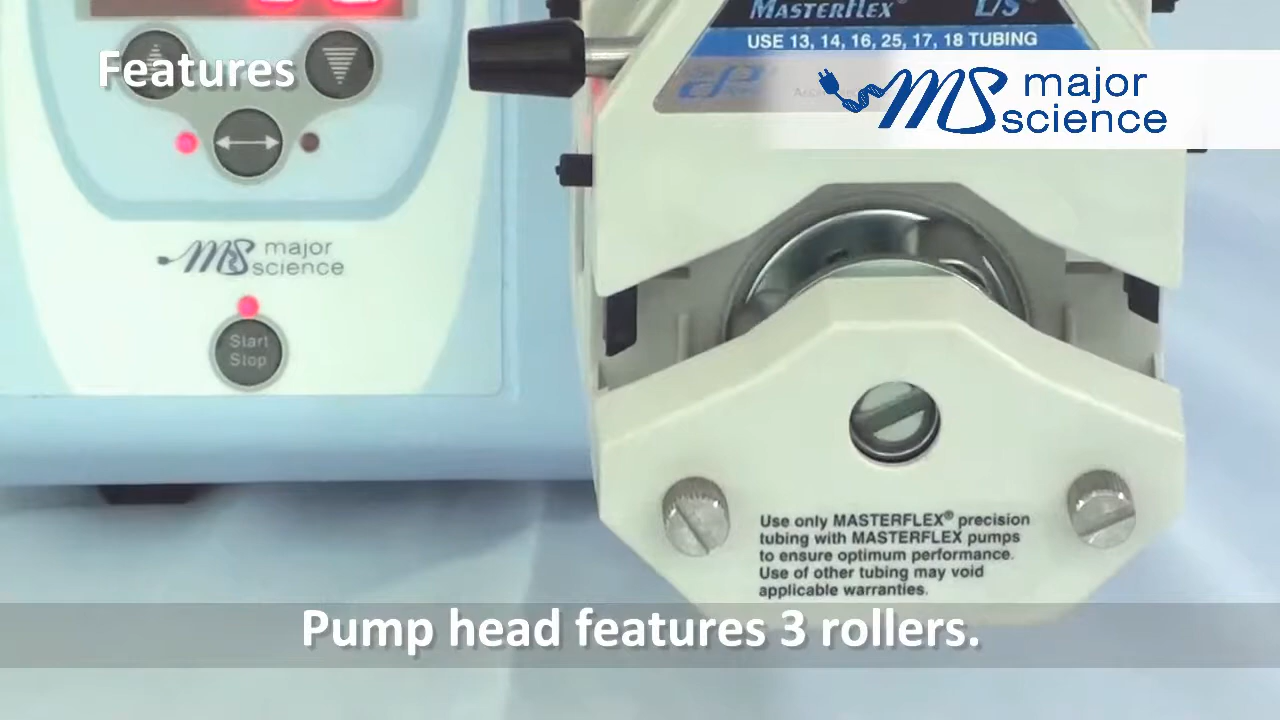 MASTERFLEX® L/S®
USE 13, 14, 16, 25, 17, 18 TUBING
Features
MS major
science
MS major
science
Start
Stop
Use only MASTERFLEX® precision
tubing with MASTERFLEX pumps
to ensure optimum performance.
Use of other tubing may void
applicable warranties.
Pump head features 3 rollers.